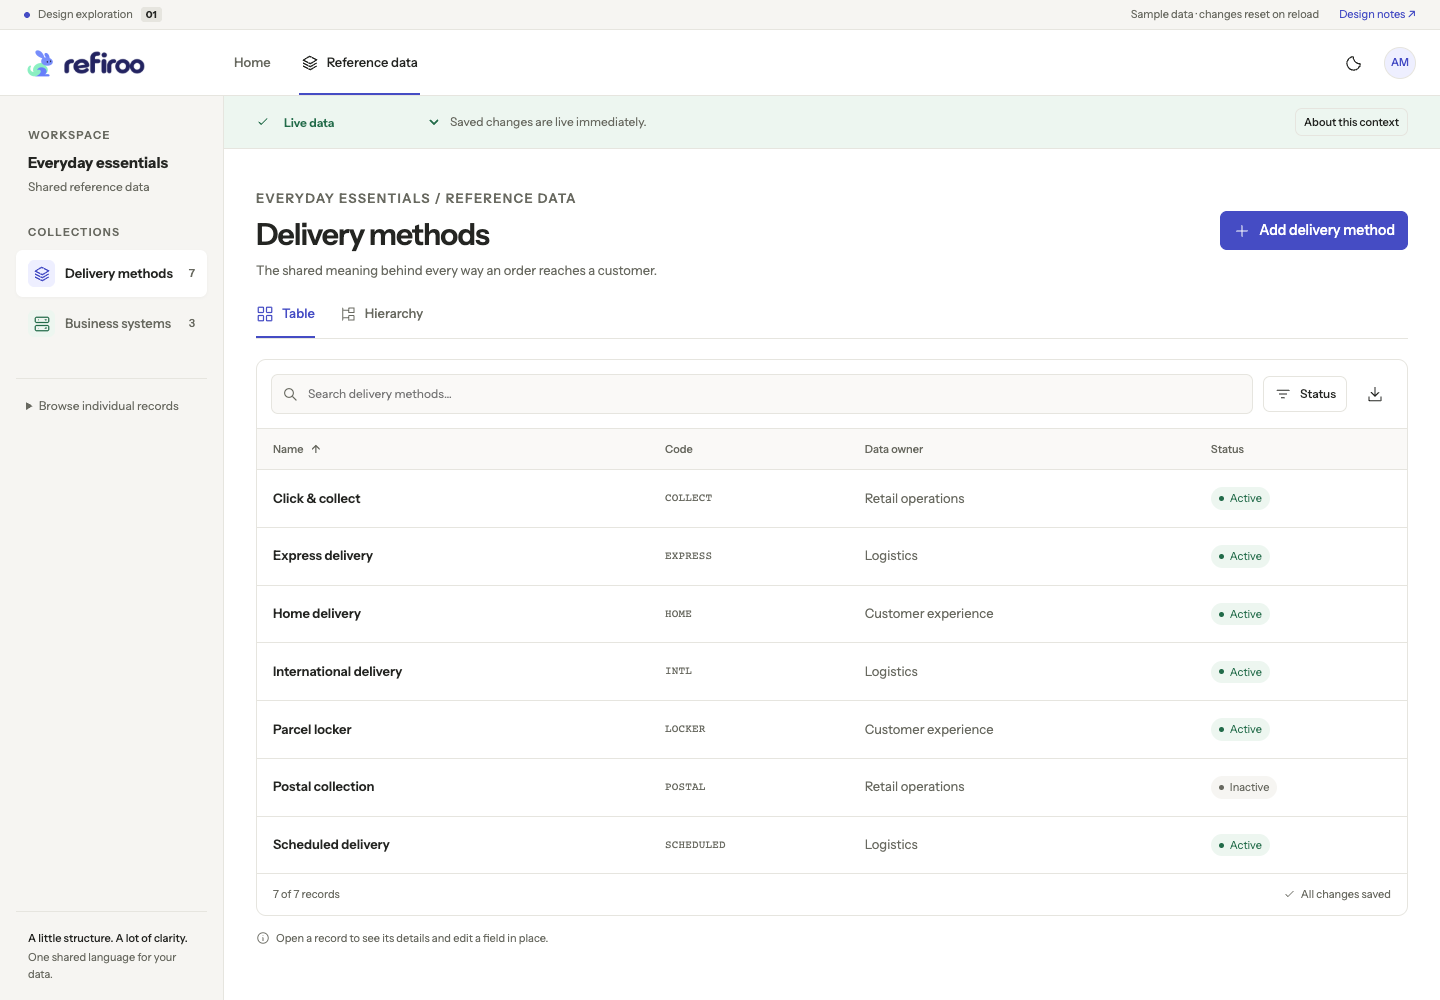 Design exploration 01
Sample data · changes reset on reload
Design notes ↗
refiroo
Home
Reference data
AM
WORKSPACE
Everyday essentials
Shared reference data
COLLECTIONS
Delivery methods 7
Business systems 3
Browse individual records
A little structure. A lot of clarity.
One shared language for your
data.
Live data
Saved changes are live immediately.
About this context
EVERYDAY ESSENTIALS / REFERENCE DATA
Delivery methods
The shared meaning behind every way an order reaches a customer.
Add delivery method
Table
Hierarchy
Search delivery methods...
Status
Name ↑ Code Data owner Status
Click & collect COLLECT Retail operations Active
Express delivery EXPRESS Logistics Active
Home delivery HOME Customer experience Active
International delivery INTL Logistics Active
Parcel locker LOCKER Customer experience Active
Postal collection POSTAL Retail operations Inactive
Scheduled delivery SCHEDULED Logistics Active
7 of 7 records
All changes saved
Open a record to see its details and edit a field in place.